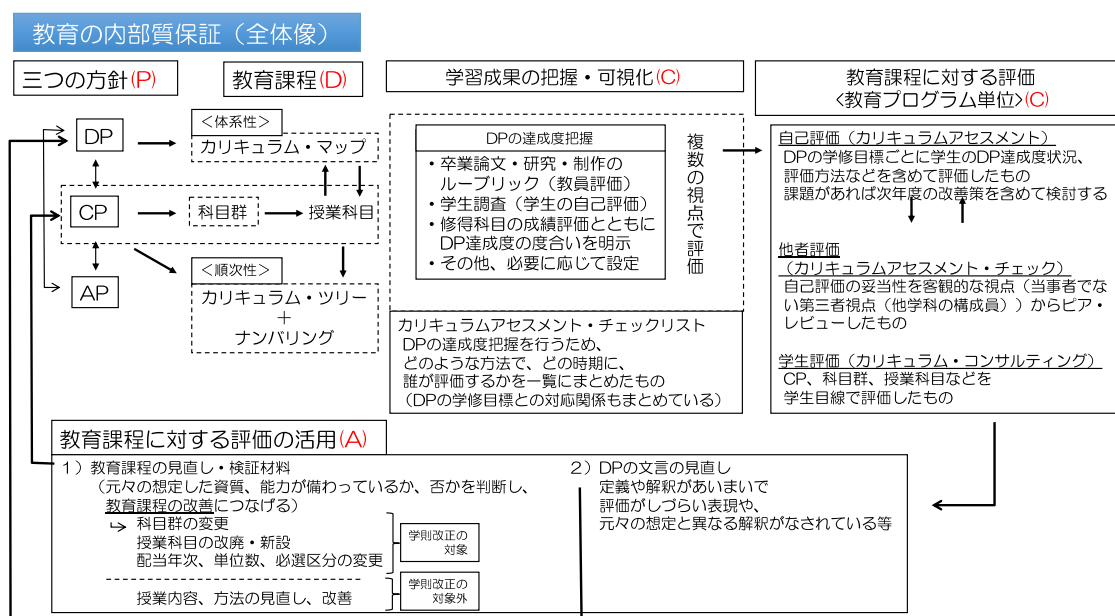 教育の内部質保証（全体像）
三つの方針(P)
教育課程(D)
学習成果の把握・可視化(C)
教育課程に対する評価
<教育プログラム単位>(C)
DP
CP
AP
＜体系性＞
カリキュラム・マップ
科目群
授業科目
＜順次性＞
カリキュラム・ツリー
＋
ナンバリング
DPの達成度把握
・卒業論文・研究・制作の
ルーブリック（教員評価）
・学生調査（学生の自己評価）
・修得科目の成績評価とともに
DP達成度の度合いを明示
・その他、必要に応じて設定
複数の視点で評価
カリキュラムアセスメント・チェックリスト
DPの達成度把握を行うため、
どのような方法で、どの時期に、
誰が評価するかを一覧にまとめたもの
（DPの学修目標との対応関係もまとめている）
自己評価（カリキュラムアセスメント）
DPの学修目標ごとに学生のDP達成度状況、
評価方法などを含めて評価したもの
課題があれば次年度の改善策を含めて検討する
他者評価
（カリキュラムアセスメント・チェック）
自己評価の妥当性を客観的な視点（当事者でな
い第三者視点（他学科の構成員））からピア・
レビューしたもの
学生評価（カリキュラム・コンサルティング）
CP、科目群、授業科目などを
学生目線で評価したもの
教育課程に対する評価の活用(A)
１）教育課程の見直し・検証材料
（元々の想定した資質、能力が備わっているか、否かを判断し、
教育課程の改善につなげる）
科目群の変更
授業科目の改廃・新設
配当年次、単位数、必選区分の変更
学則改正の
対象
授業内容、方法の見直し、改善
学則改正の
対象外
２）DPの文言の見直し
定義や解釈があいまいで
評価がしづらい表現や、
元々の想定と異なる解釈がなされている等